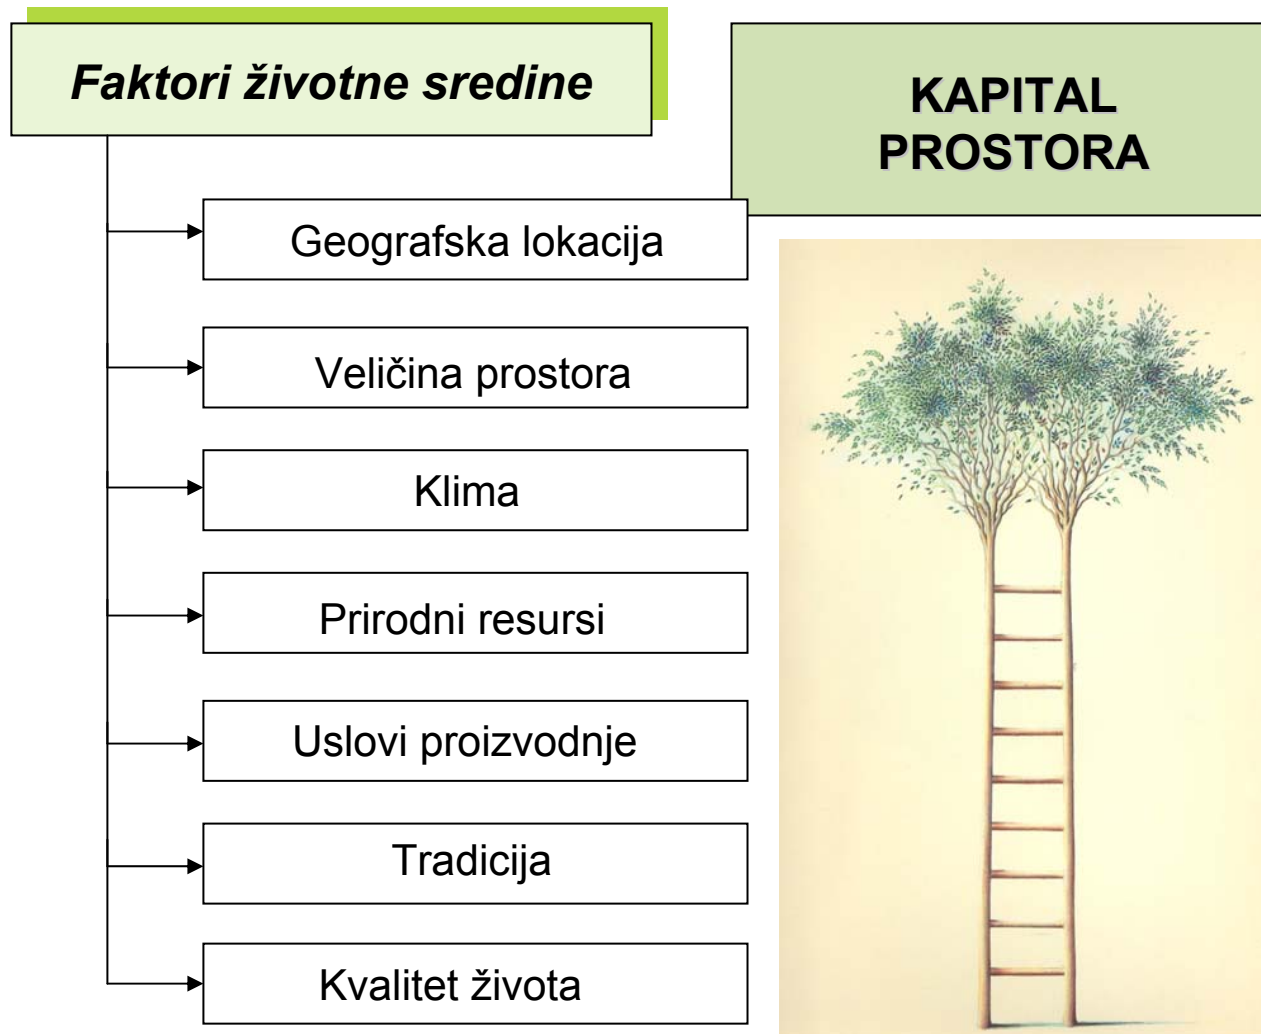 Faktori životne sredine
KAPITAL
PROSTORA
Geografska lokacija
Veličina prostora
Klima
Prirodni resursi
Uslovi proizvodnje
Tradicija
Kvalitet života